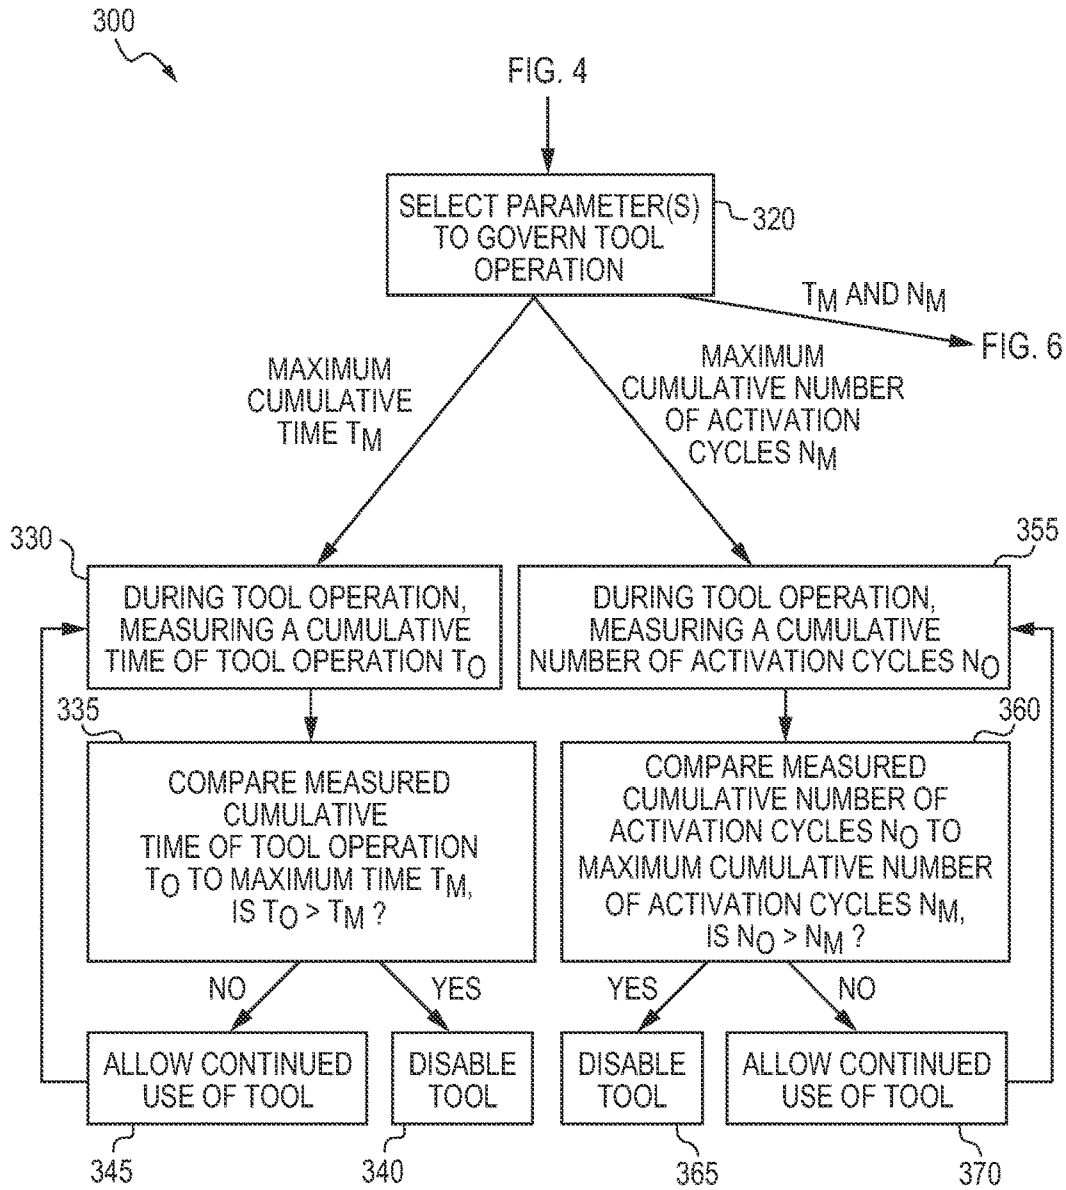 300
FIG. 4
SELECT PARAMETER(S)
TO GOVERN TOOL
OPERATION
320
TM AND NM
FIG. 6
MAXIMUM
CUMULATIVE
TIME TM
MAXIMUM
CUMULATIVE NUMBER
OF ACTIVATION
CYCLES NM
330
DURING TOOL OPERATION,
MEASURING A CUMULATIVE
TIME OF TOOL OPERATION TO
355
DURING TOOL OPERATION,
MEASURING A CUMULATIVE
NUMBER OF ACTIVATION CYCLES NO
335
COMPARE MEASURED
CUMULATIVE
TIME OF TOOL OPERATION
TO TO MAXIMUM TIME TM,
IS TO > TM ?
360
COMPARE MEASURED
CUMULATIVE NUMBER OF
ACTIVATION CYCLES NO TO
MAXIMUM CUMULATIVE NUMBER
OF ACTIVATION CYCLES NM,
IS NO > NM ?
NO
YES
YES
NO
ALLOW CONTINUED
USE OF TOOL
DISABLE
TOOL
DISABLE
TOOL
ALLOW CONTINUED
USE OF TOOL
345
340
365
370